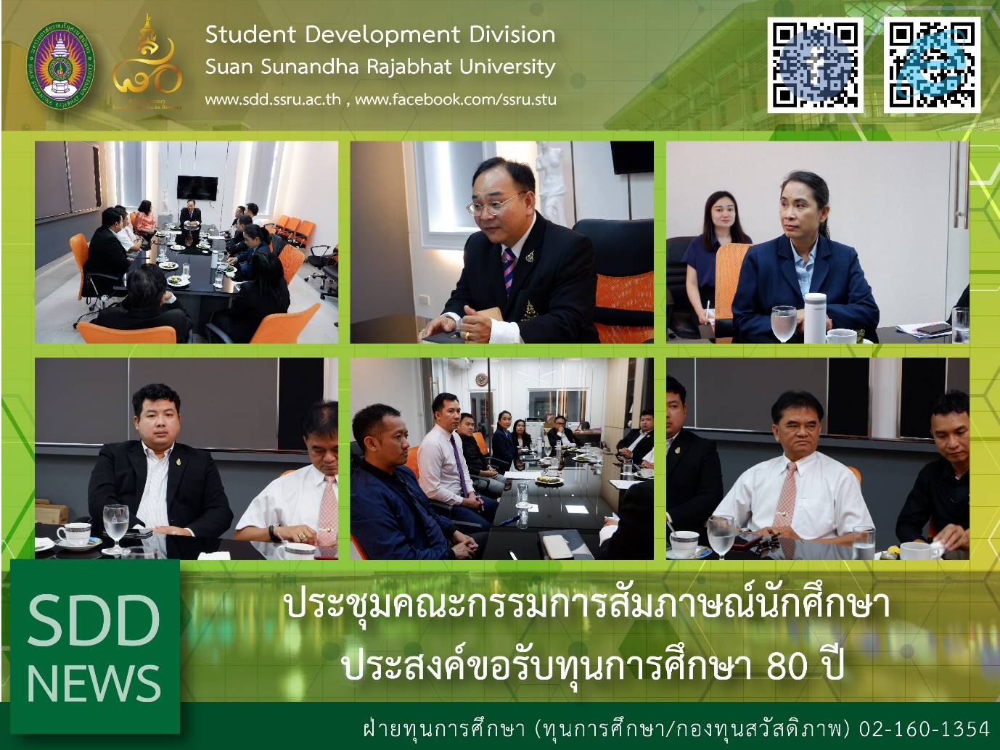 Student Development Division
Suan Sunandha Rajabhat University
www.sdd.ssru.ac.th , www.facebook.com/ssru.stu
SUAN SUNANDHA RAJABHAT UNIVERSITY
SDD
NEWS
ประชุมคณะกรรมการสัมภาษณ์นักศึกษา
ประสงค์ขอรับทุนการศึกษา 80 ปี
ฝ่ายทุนการศึกษา (ทุนการศึกษา/กองทุนสวัสดิภาพ) 02-160-1354